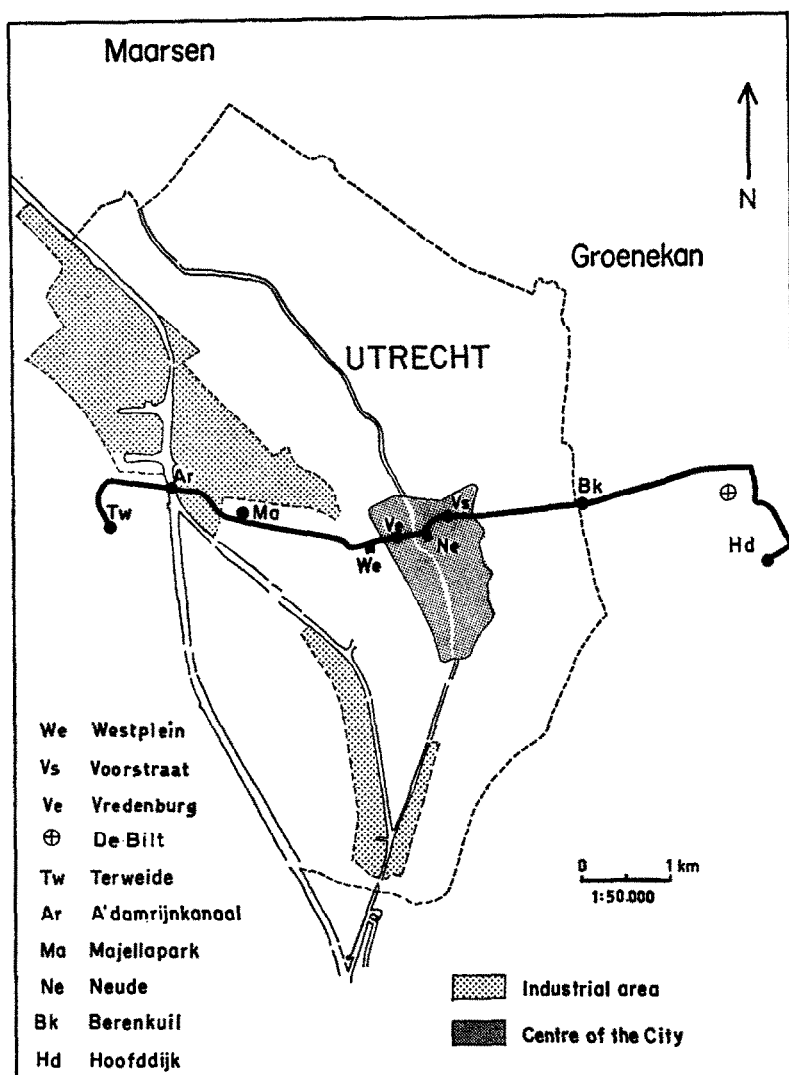 Maarsen
N
Groenekan
UTRECHT
Ar
Tw
Ma
We
Ve
Ne
Vs
Bk
Hd
We Westplein
Vs Voorstraat
Ve Vredenburg
⊕ De Bilt
Tw Terweide
Ar A'damrijnkanaal
Ma Majellapark
Ne Neude
Bk Berenkuil
Hd Hoofddijk
0 1 km
1:50.000
Industrial area
Centre of the City